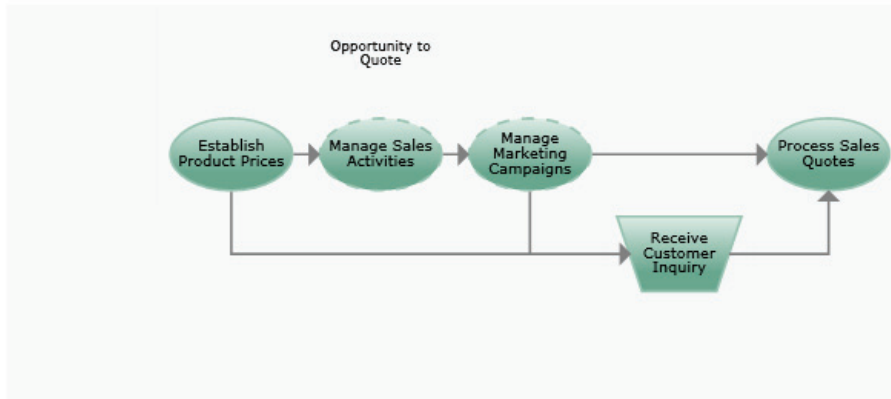 Opportunity to
Quote
Establish
Product Prices
Manage Sales
Activities
Manage
Marketing
Campaigns
Process Sales
Quotes
Receive
Customer
Inquiry